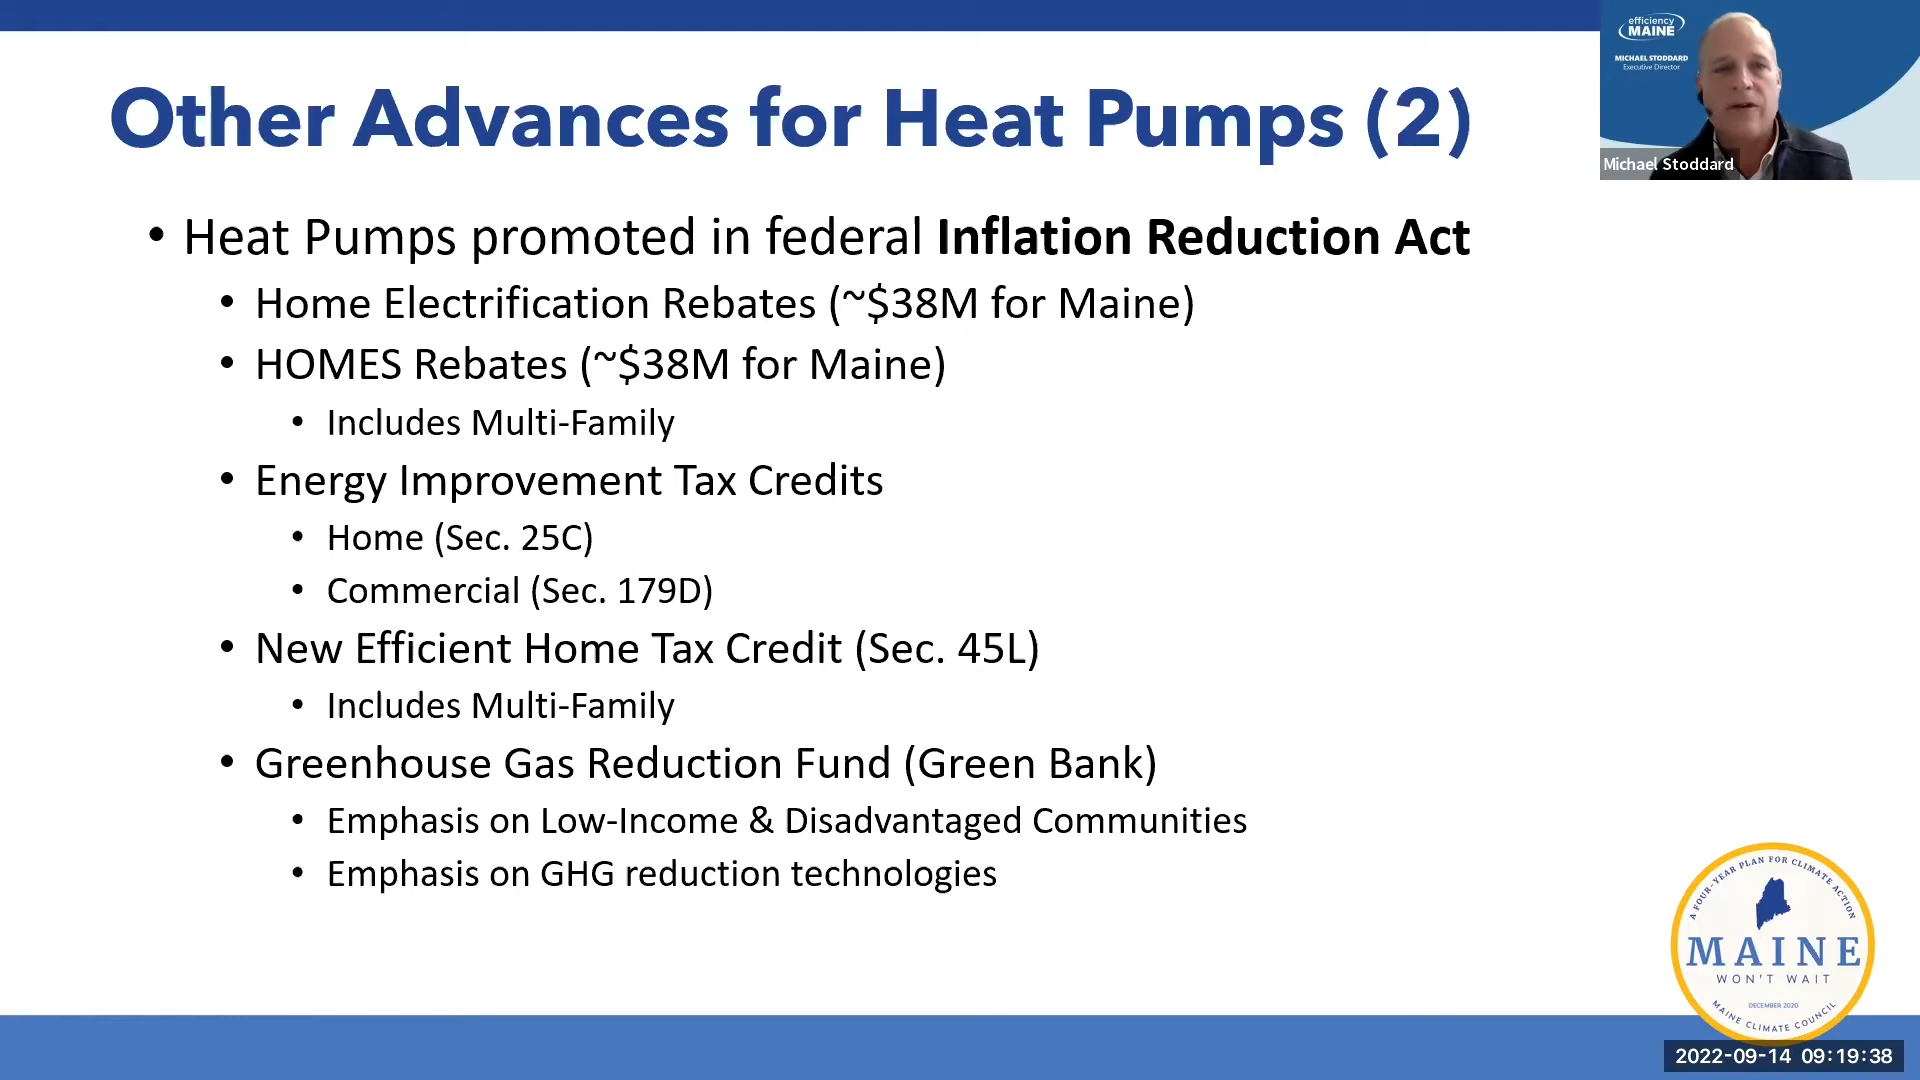 Other Advances for Heat Pumps (2)
efficiency
MAINE
MICHAEL STODDARD
Executive Director
Michael Stoddard
• Heat Pumps promoted in federal Inflation Reduction Act
• Home Electrification Rebates (~$38M for Maine)
• HOMES Rebates (~$38M for Maine)
• Includes Multi-Family
• Energy Improvement Tax Credits
• Home (Sec. 25C)
• Commercial (Sec. 179D)
• New Efficient Home Tax Credit (Sec. 45L)
• Includes Multi-Family
• Greenhouse Gas Reduction Fund (Green Bank)
• Emphasis on Low-Income & Disadvantaged Communities
• Emphasis on GHG reduction technologies
A FOUR-YEAR PLAN FOR CLIMATE ACTION
MAINE
WON'T WAIT
DECEMBER 2020
MAINE CLIMATE COUNCIL
2022-09-14 09:19:38